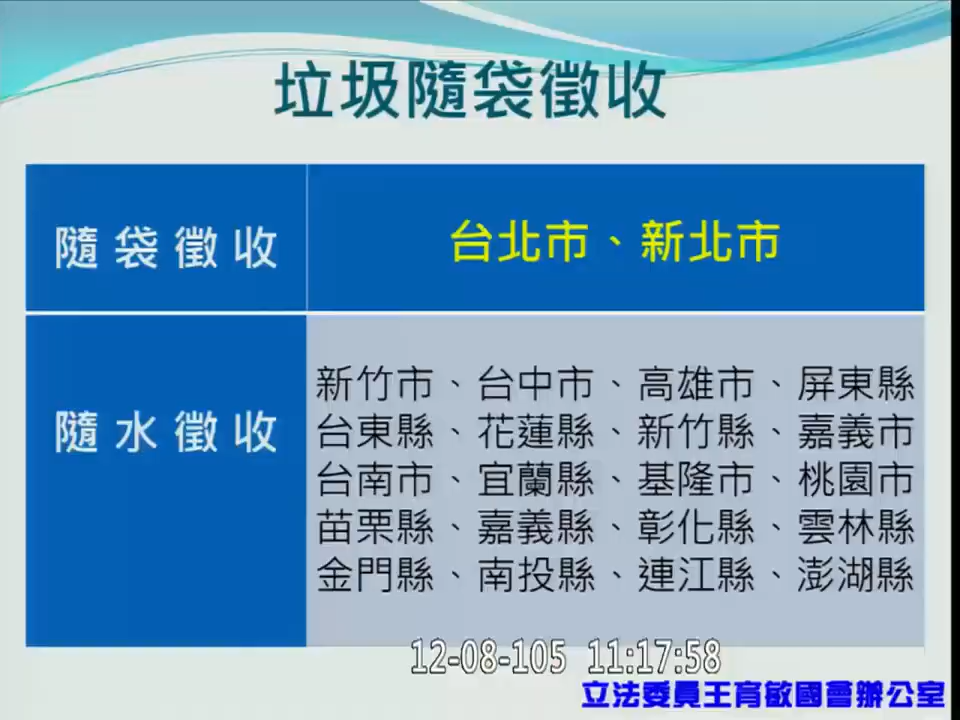 垃圾隨袋徵收
隨袋徵收
台北市、新北市
隨水徵收
新竹市、台中市、高雄市、屏東縣
台東縣、花蓮縣、新竹縣、嘉義市
台南市、宜蘭縣、基隆市、桃園市
苗栗縣、嘉義縣、彰化縣、雲林縣
金門縣、南投縣、連江縣、澎湖縣
12-08-105 11:17:58
立法委員王育敏國會辦公室